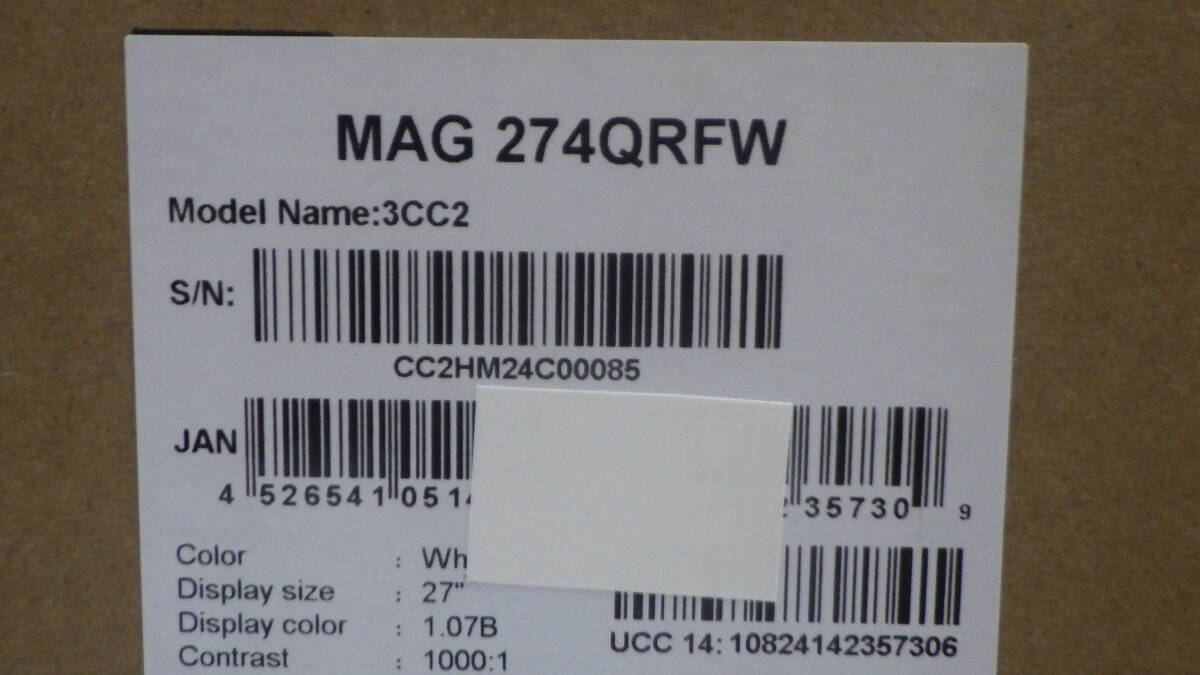 MAG 274QRFW
Model Name:3CC2
S/N:
CC2HM24C00085
JAN
4 526541 051
35730 9
Color :
Display size : 27"
Display color : 1.07B
Contrast : 1000:1
UCC 14: 10824142357306